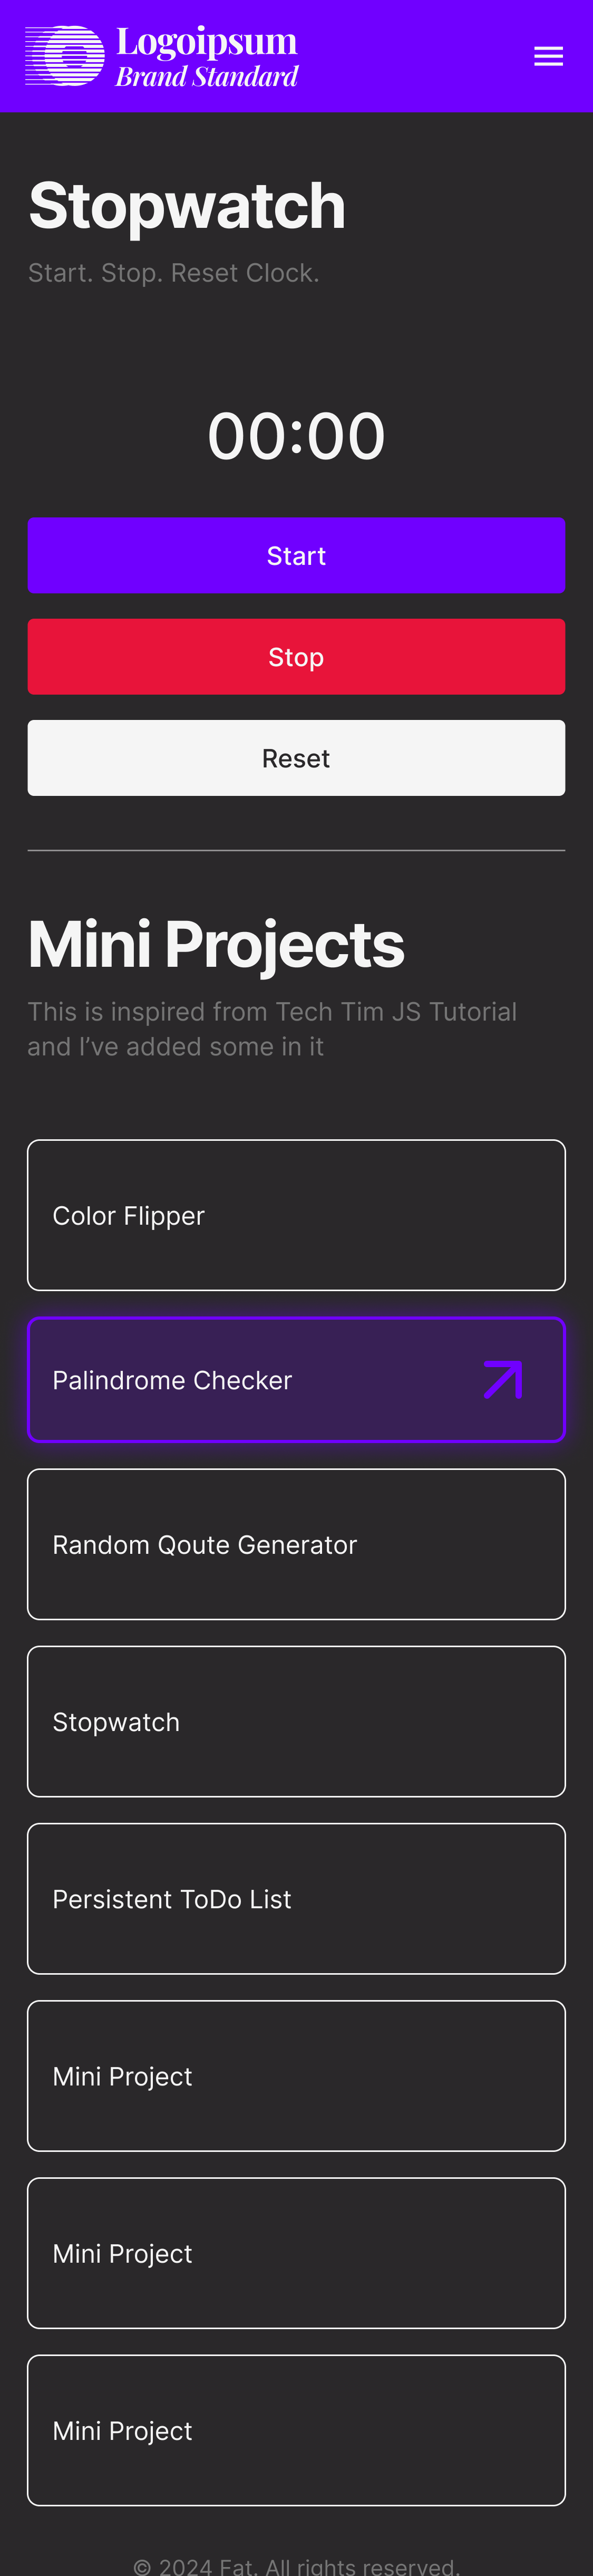 Logoipsum
Brand Standard
Stopwatch
Start. Stop. Reset Clock.
00:00
Start
Stop
Reset
Mini Projects
This is inspired from Tech Tim JS Tutorial
and I’ve added some in it
Color Flipper
Palindrome Checker
Random Qoute Generator
Stopwatch
Persistent ToDo List
Mini Project
Mini Project
Mini Project
© 2024 Fat. All rights reserved.